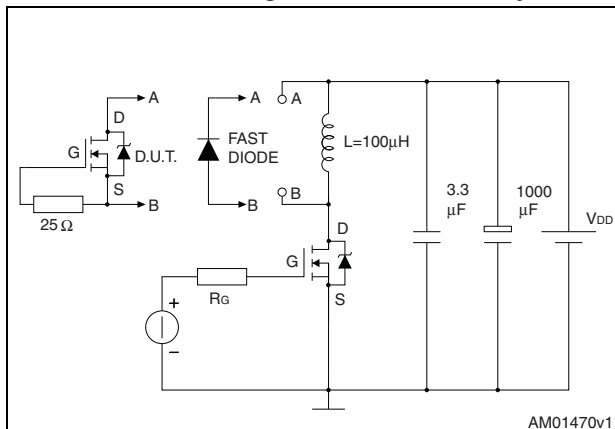 A
A
A
D
G
D.U.T.
FAST
DIODE
L=100µH
S
B
B
B
25 Ω
3.3
µF
1000
µF
VDD
D
G
RG
S
+
–
AM01470v1